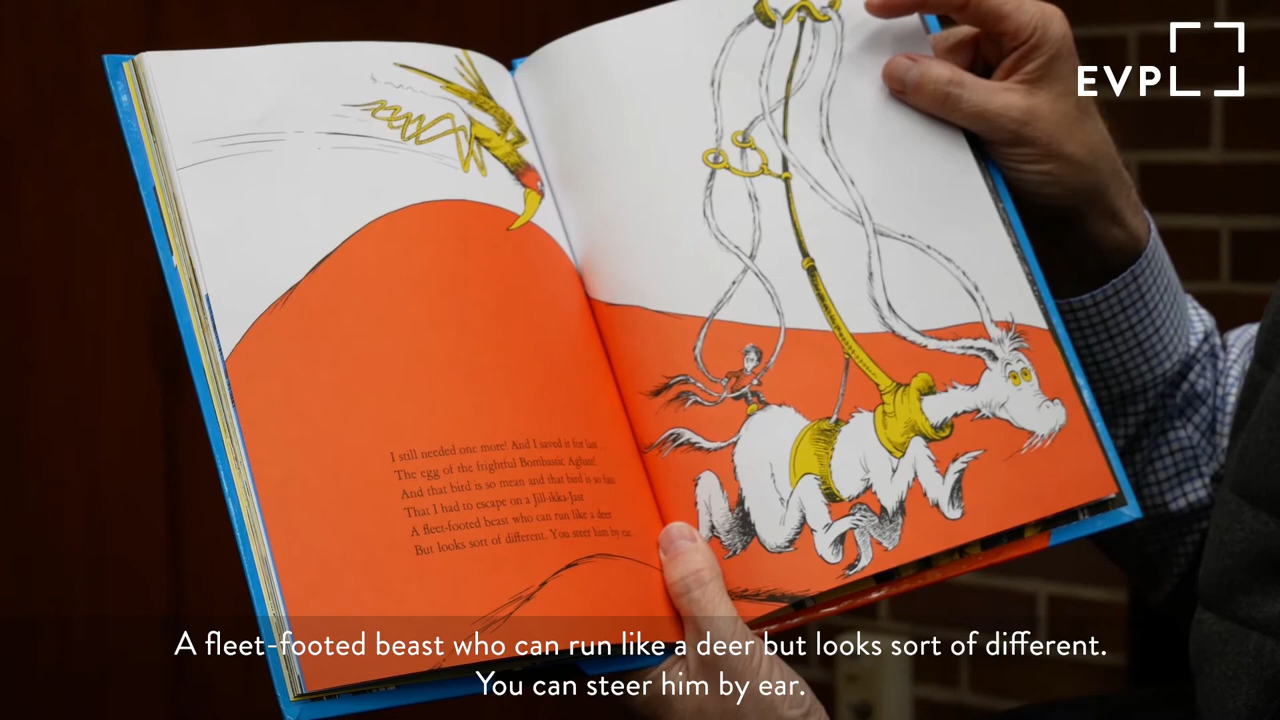 EVPL
I still needed one more! And I saved it for last
The egg of the frightful Bombastic Aghast!
And that bird is so mean and that bird is so fast
That I had to escape on a Jill-ikka-Jast
A fleet-footed beast who can run like a deer
But looks sort of different. You steer him by ear.
A fleet-footed beast who can run like a deer but looks sort of different.
You can steer him by ear.